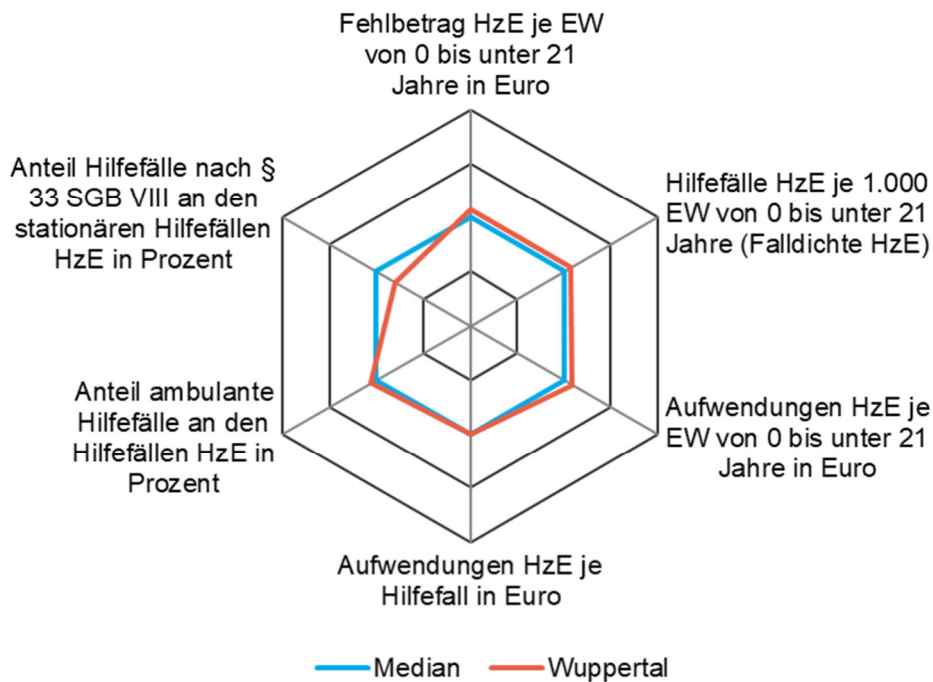 Fehlbetrag HzE je EW
von 0 bis unter 21
Jahre in Euro
Hilfefälle HzE je 1.000
EW von 0 bis unter 21
Jahre (Falldichte HzE)
Aufwendungen HzE je
EW von 0 bis unter 21
Jahre in Euro
Aufwendungen HzE je
Hilfefall in Euro
Anteil ambulante
Hilfefälle an den
Hilfefällen HzE in
Prozent
Anteil Hilfefälle nach §
33 SGB VIII an den
stationären Hilfefällen
HzE in Prozent
Median
Wuppertal